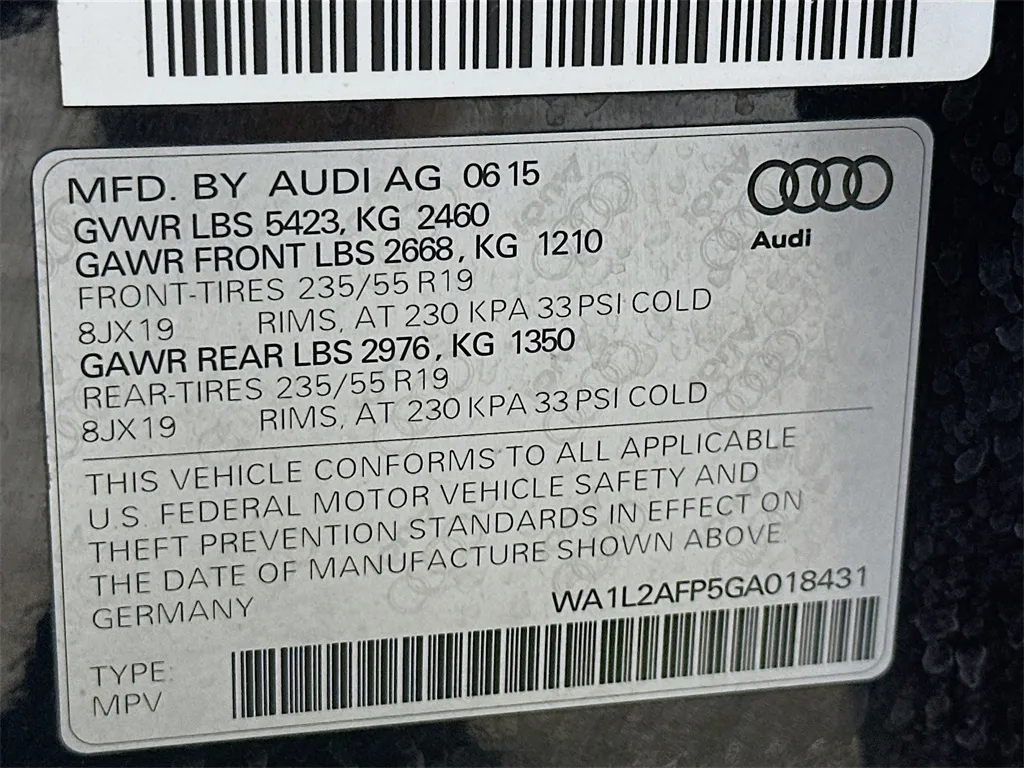 MFD. BY AUDI AG 06 15
GVWR LBS 5423, KG 2460
GAWR FRONT LBS 2668, KG 1210
FRONT-TIRES 235/55 R19
8JX19 RIMS, AT 230 KPA 33 PSI COLD
GAWR REAR LBS 2976, KG 1350
REAR-TIRES 235/55 R19
8JX19 RIMS, AT 230 KPA 33 PSI COLD
Audi
THIS VEHICLE CONFORMS TO ALL APPLICABLE
U.S. FEDERAL MOTOR VEHICLE SAFETY AND
THEFT PREVENTION STANDARDS IN EFFECT ON
THE DATE OF MANUFACTURE SHOWN ABOVE.
GERMANY WA1L2AFP5GA018431
TYPE:
MPV